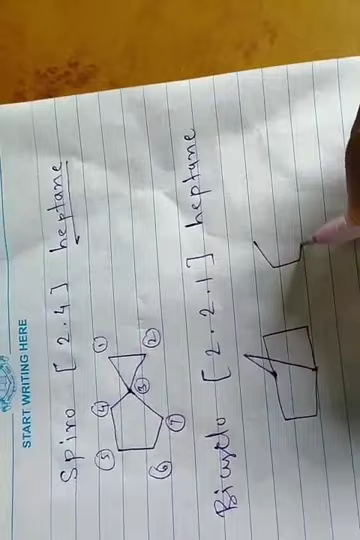 START WRITING HERE
Spiro [2.4] heptane
① ② ③ ④ ⑤ ⑥ ⑦
Bicyclo [2.2.1] heptane